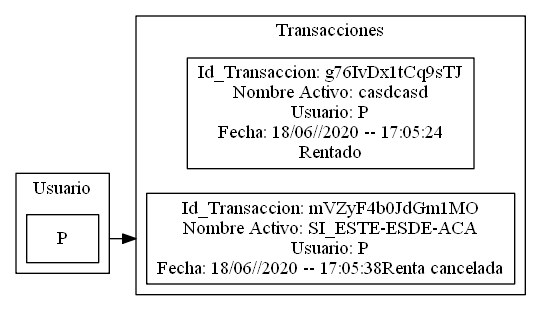 Transacciones
Id_Transaccion: g76IvDx1tCq9sTJ
Nombre Activo: casdcasd
Usuario: P
Fecha: 18/06//2020 -- 17:05:24
Rentado
Usuario
P
Id_Transaccion: mVZyF4b0JdGm1MO
Nombre Activo: SI_ESTE-ESDE-ACA
Usuario: P
Fecha: 18/06//2020 -- 17:05:38Renta cancelada